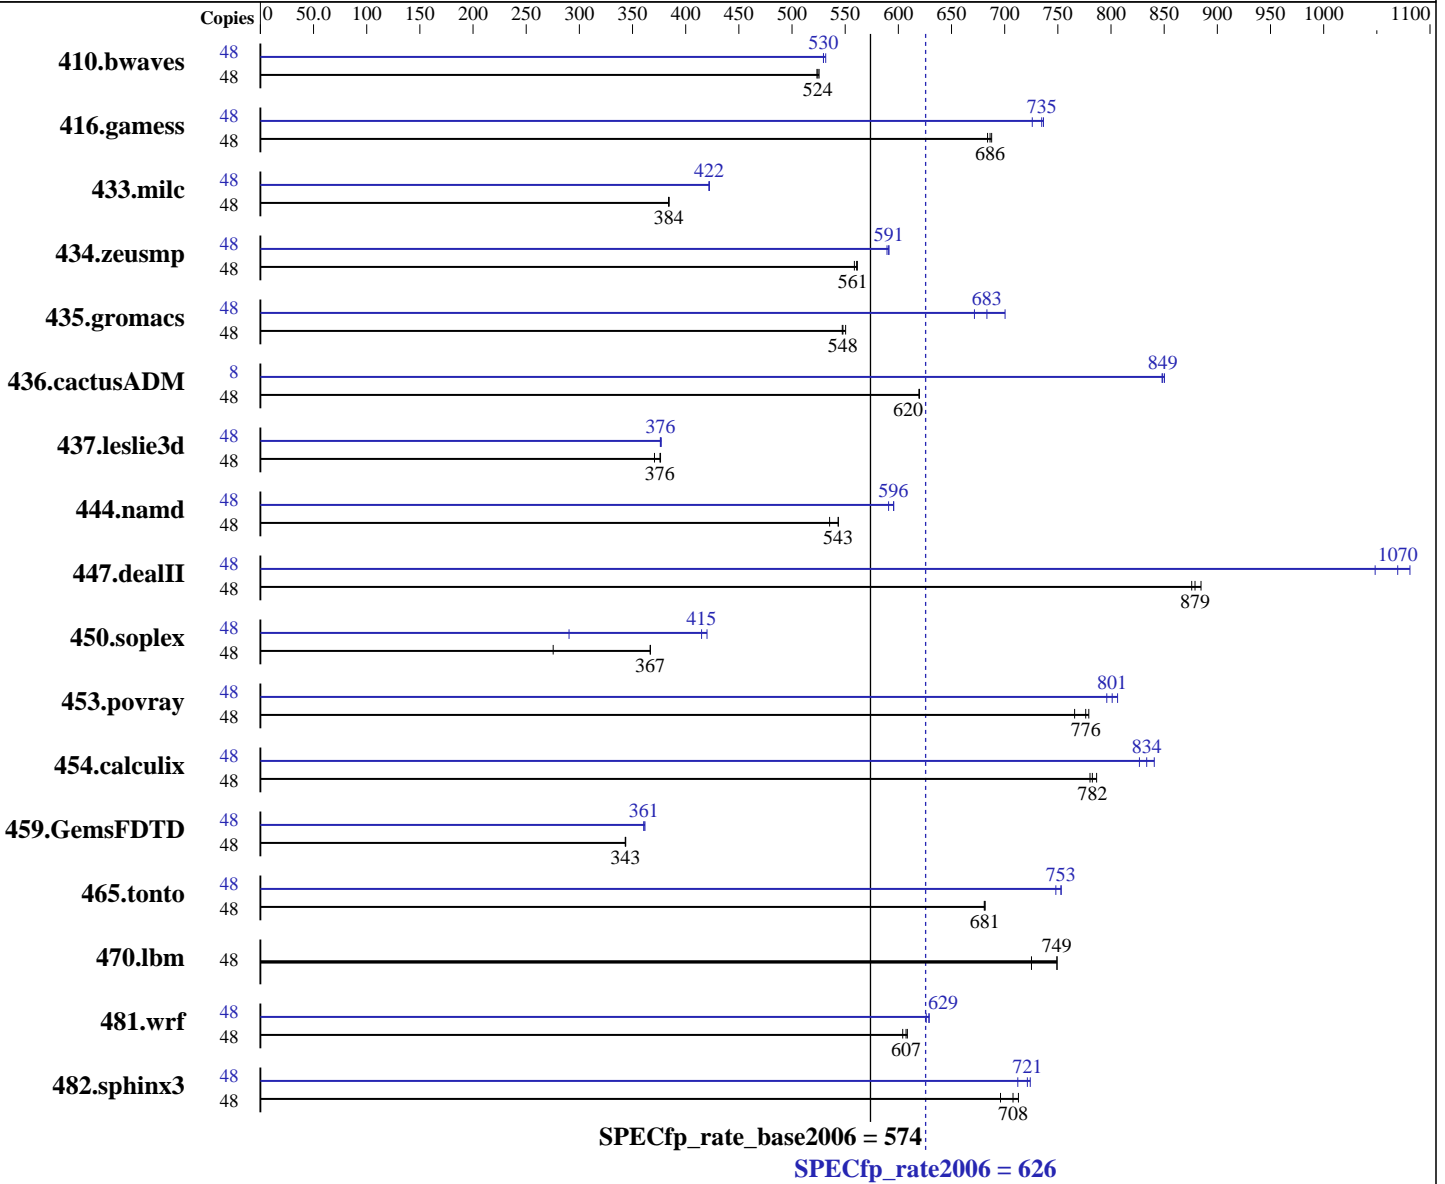 Copies 0 50.0 100 150 200 250 300 350 400 450 500 550 600 650 700 750 800 850 900 950 1000 1100
410.bwaves 48 530
48 524
416.gamess 48 735
48 686
433.milc 48 422
48 384
434.zeusmp 48 591
48 561
435.gromacs 48 683
48 548
436.cactusADM 8 849
48 620
437.leslie3d 48 376
48 376
444.namd 48 596
48 543
447.dealII 48 1070
48 879
450.soplex 48 415
48 367
453.povray 48 801
48 776
454.calculix 48 834
48 782
459.GemsFDTD 48 361
48 343
465.tonto 48 753
48 681
470.lbm 48 749
481.wrf 48 629
48 607
482.sphinx3 48 721
48 708
SPECfp_rate_base2006 = 574
SPECfp_rate2006 = 626